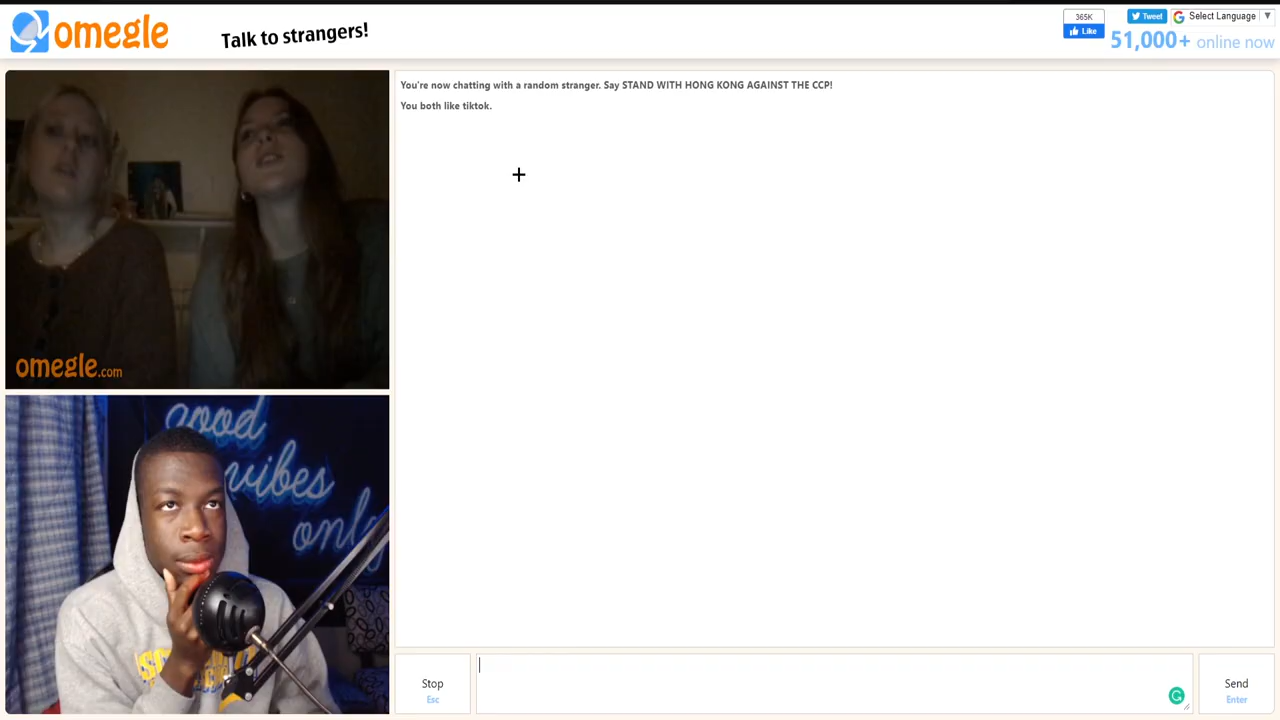 omegle
Talk to strangers!
365K
Like
Tweet
Select Language ▼
51,000+ online now
You're now chatting with a random stranger. Say STAND WITH HONG KONG AGAINST THE CCP!
You both like tiktok.
omegle.com
good
vibes
only
Stop
Esc
Send
Enter